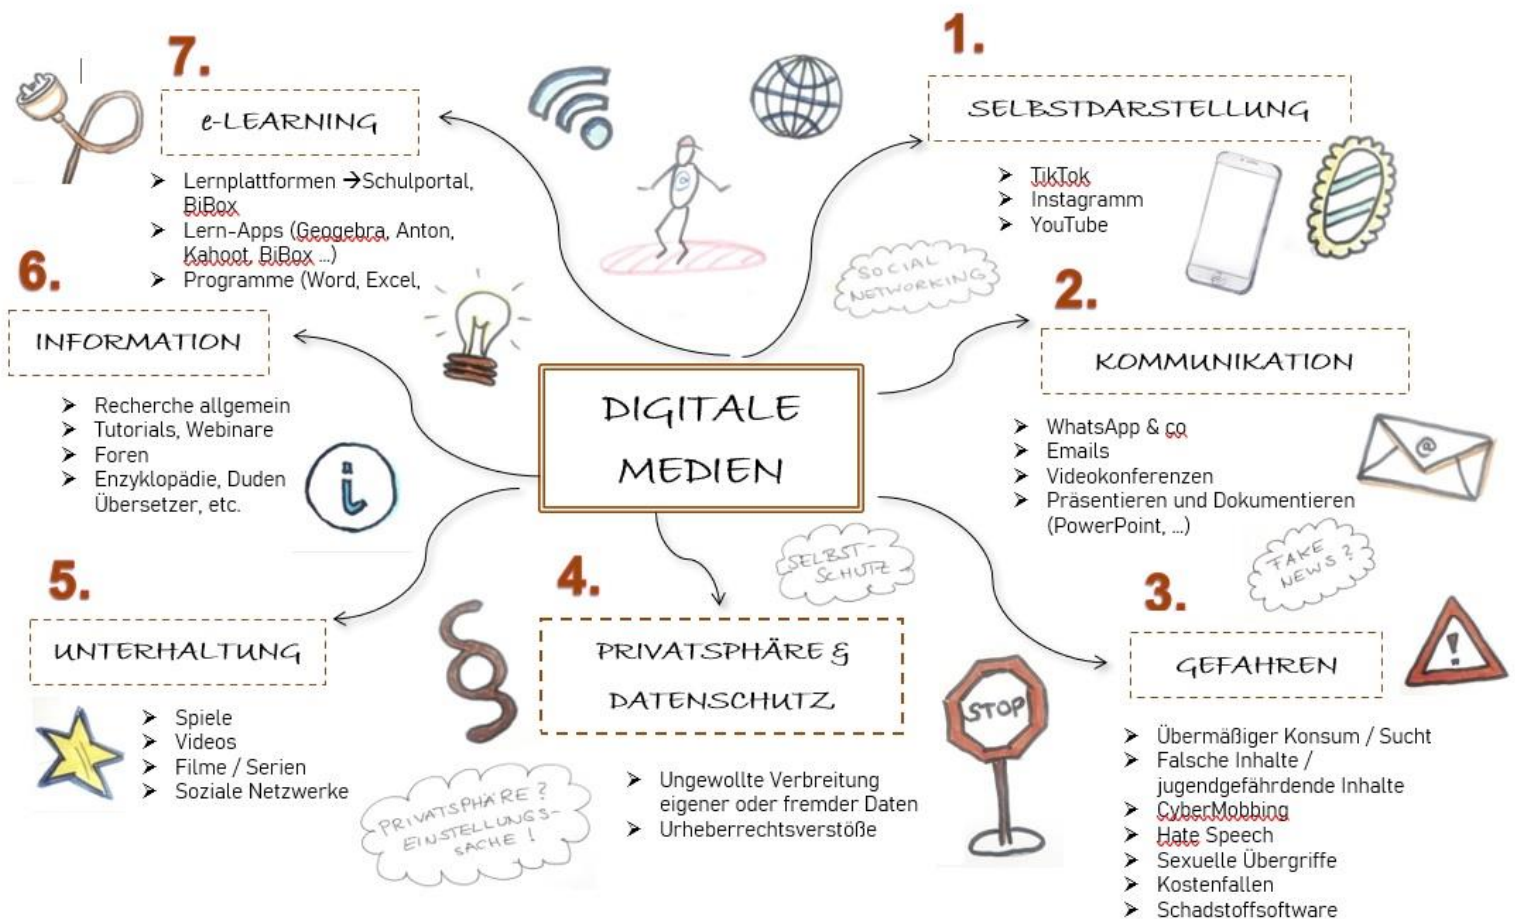 7.
e-LEARNING
➤ Lernplattformen →Schulportal,
BiBox
➤ Lern-Apps (Geogebra, Anton,
Kahoot, BiBox ...)
➤ Programme (Word, Excel,
1.
SELBSTDARSTELLUNG
➤ TikTok
➤ Instagramm
➤ YouTube
SOCIAL
NETWORKING
6.
INFORMATION
➤ Recherche allgemein
➤ Tutorials, Webinare
➤ Foren
➤ Enzyklopädie, Duden
Übersetzer, etc.
i
DIGITALE
MEDIEN
2.
KOMMUNIKATION
➤ WhatsApp & co
➤ Emails
➤ Videokonferenzen
➤ Präsentieren und Dokumentieren
(PowerPoint, ...)
@
5.
UNTERHALTUNG
➤ Spiele
➤ Videos
➤ Filme / Serien
➤ Soziale Netzwerke
§
4.
PRIVATSPHÄRE &
DATENSCHUTZ
➤ Ungewollte Verbreitung
eigener oder fremder Daten
➤ Urheberrechtsverstöße
SELBST-
SCHUTZ
PRIVATSPHÄRE?
EINSTELLUNGS-
SACHE!
STOP
FAKE
NEWS?
3.
GEFAHREN
!
➤ Übermäßiger Konsum / Sucht
➤ Falsche Inhalte /
jugendgefährdende Inhalte
➤ CyberMobbing
➤ Hate Speech
➤ Sexuelle Übergriffe
➤ Kostenfallen
➤ Schadstoffsoftware